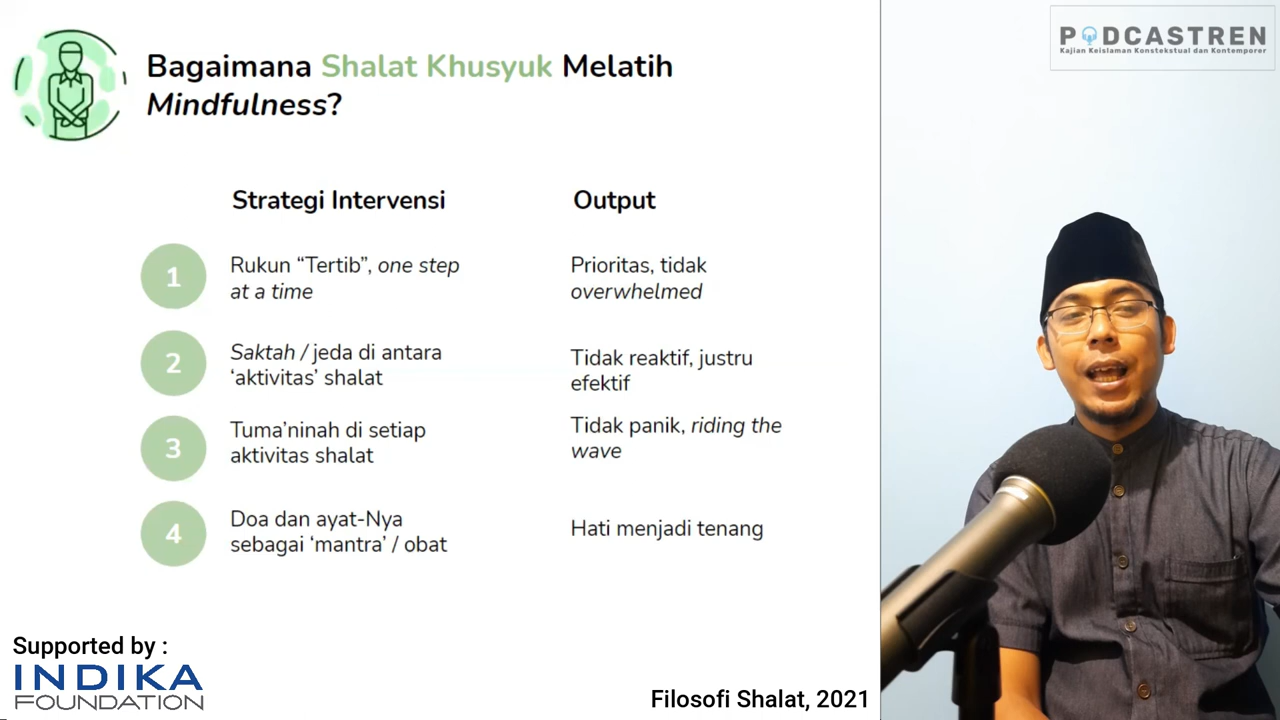 Bagaimana Shalat Khusyuk Melatih
Mindfulness?
Strategi Intervensi
Output
1
Rukun “Tertib”, one step
at a time
Prioritas, tidak
overwhelmed
2
Saktah / jeda di antara
‘aktivitas’ shalat
Tidak reaktif, justru
efektif
3
Tuma’ninah di setiap
aktivitas shalat
Tidak panik, riding the
wave
4
Doa dan ayat-Nya
sebagai ‘mantra’ / obat
Hati menjadi tenang
Supported by :
INDIKA
FOUNDATION
Filosofi Shalat, 2021
PODCASTREN
Kajian Keislaman Konstekstual dan Kontemporer